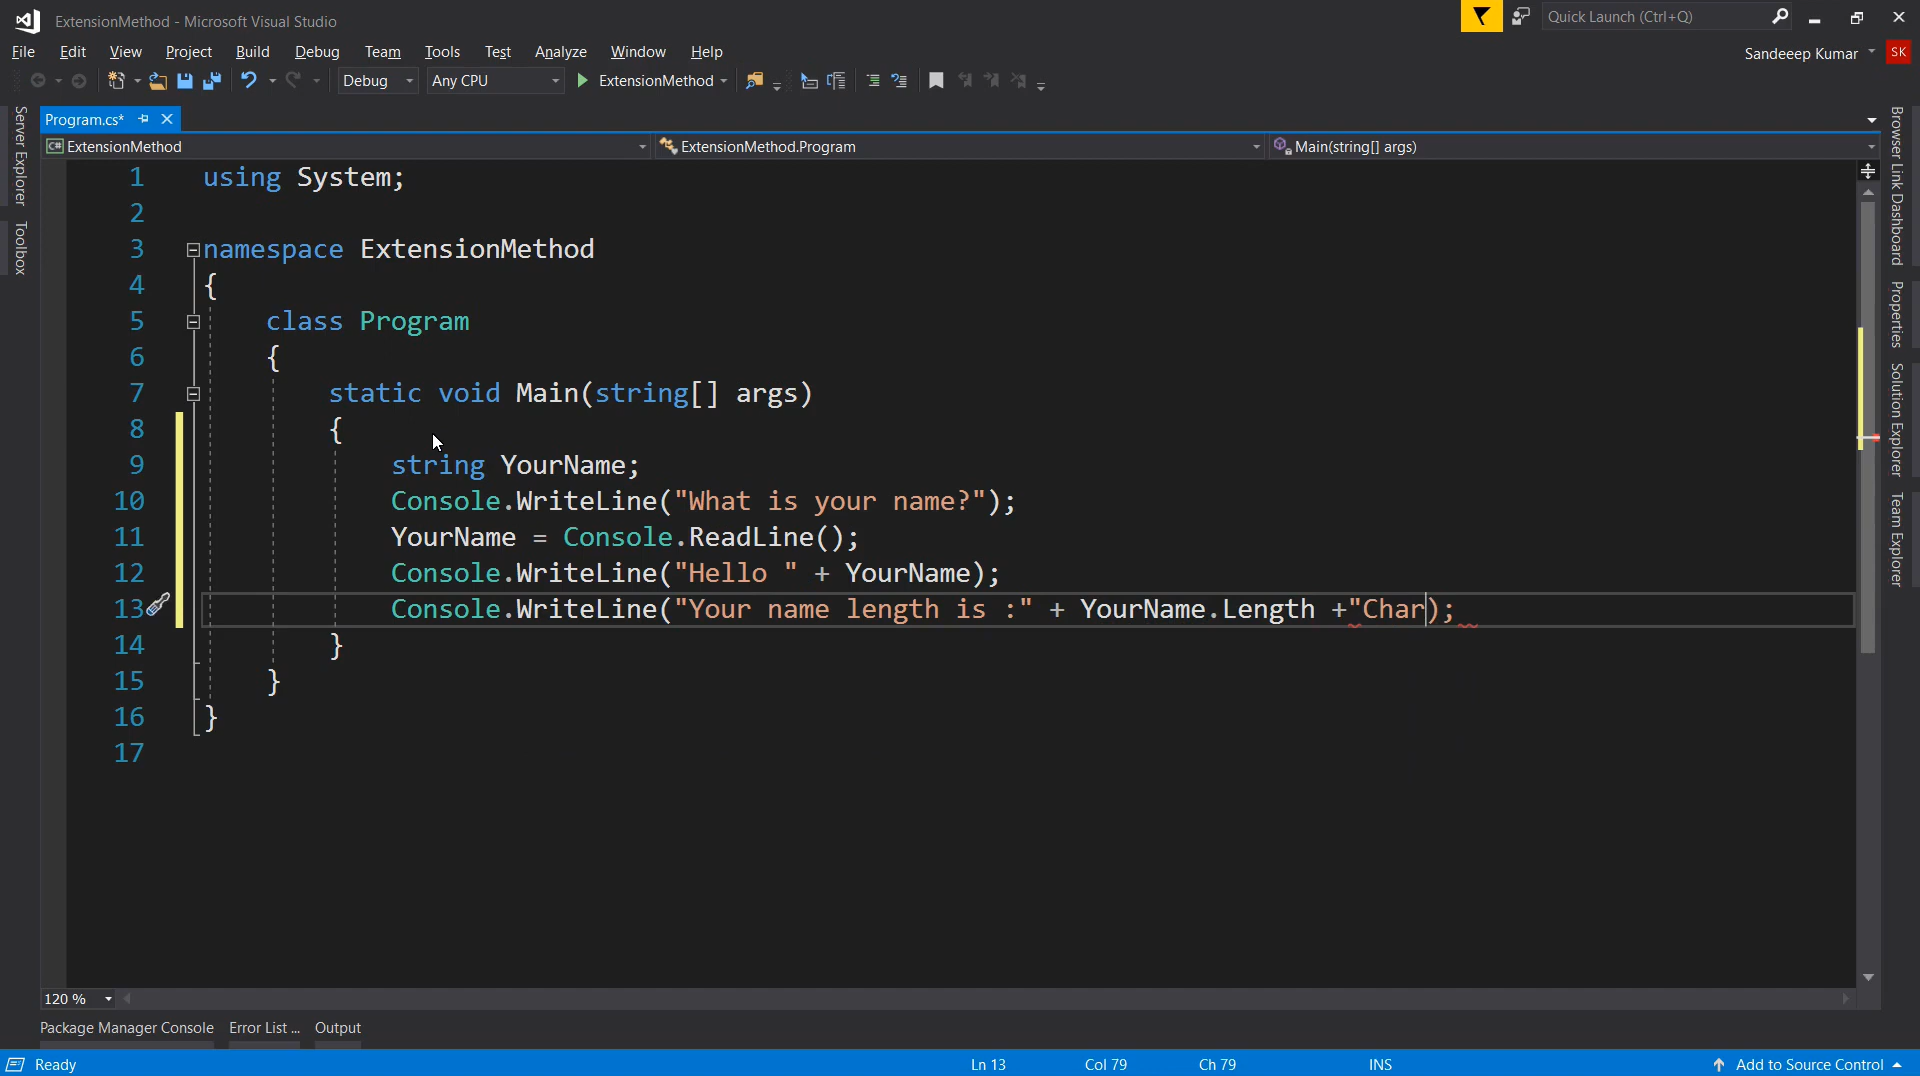 ExtensionMethod - Microsoft Visual Studio
Quick Launch (Ctrl+Q)
File Edit View Project Build Debug Team Tools Test Analyze Window Help
Sandeeep Kumar SK
Debug Any CPU ExtensionMethod
Program.cs*
C# ExtensionMethod ExtensionMethod.Program Main(string[] args)
Server Explorer
Toolbox
1 using System;
2
3 namespace ExtensionMethod
4 {
5 class Program
6 {
7 static void Main(string[] args)
8 {
9 string YourName;
10 Console.WriteLine("What is your name?");
11 YourName = Console.ReadLine();
12 Console.WriteLine("Hello " + YourName);
13 Console.WriteLine("Your name length is :" + YourName.Length +"Char);
14 }
15 }
16 }
17
Browser Link Dashboard
Properties
Solution Explorer
Team Explorer
120 %
Package Manager Console Error List ... Output
Ready Ln 13 Col 79 Ch 79 INS Add to Source Control